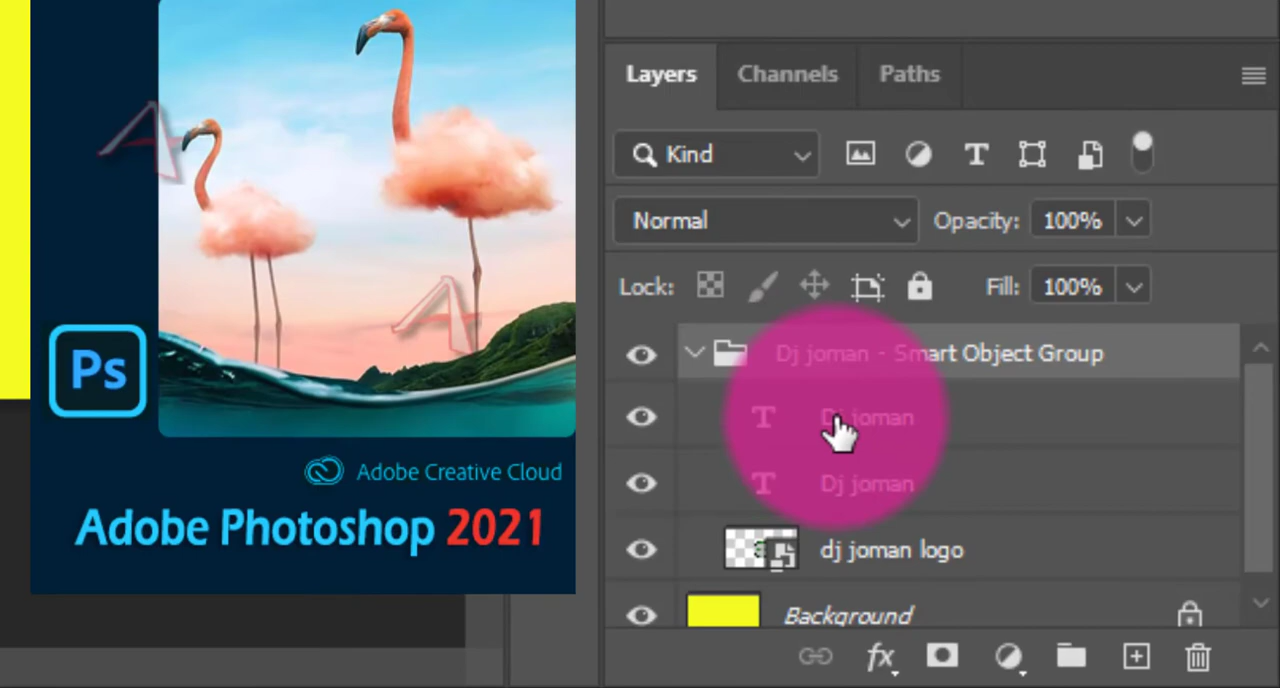 Layers Channels Paths
Kind
Normal Opacity: 100%
Lock: Fill: 100%
Dj joman - Smart Object Group
Dj joman
Dj joman
dj joman logo
Background
fx
Ps
Adobe Creative Cloud
Adobe Photoshop 2021